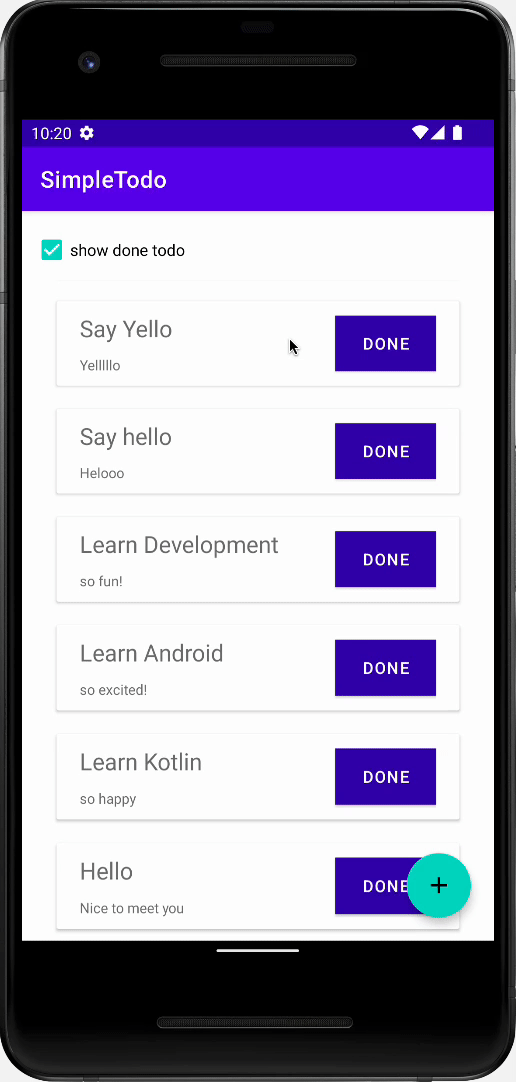 10:20
SimpleTodo
show done todo
Say Yello
Yelllllo
DONE
Say hello
Helooo
DONE
Learn Development
so fun!
DONE
Learn Android
so excited!
DONE
Learn Kotlin
so happy
DONE
Hello
Nice to meet you
DONE
+